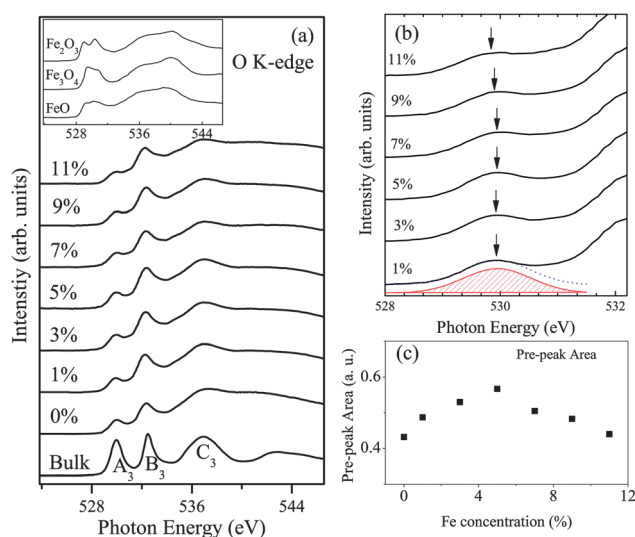 (a)
O K-edge
Fe₂O₃
Fe₃O₄
FeO
528 536 544
11%
9%
7%
5%
3%
1%
0%
Bulk
A₃
B₃
C₃
Intenstiy (arb. units)
528 536 544
Photon Energy (eV)
(b)
11%
9%
7%
5%
3%
1%
Intensity (arb. units)
528 530 532
Photon Energy (eV)
(c)
Pre-peak Area
0.6
0.4
Pre-peak Area (a. u.)
0 4 8 12
Fe concentration (%)